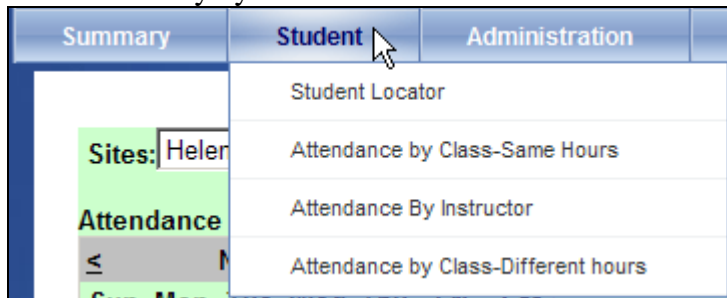 Summary Student Administration
Student Locator
Sites: Helen
Attendance by Class-Same Hours
Attendance By Instructor
Attendance
<
Attendance by Class-Different hours